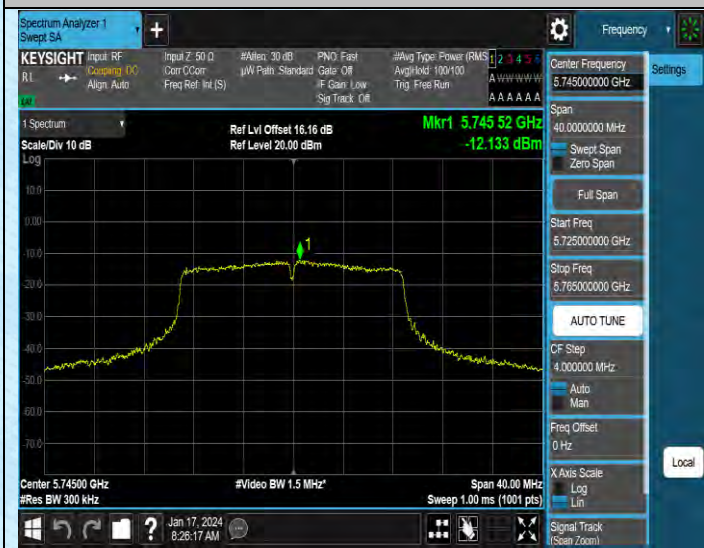 Spectrum Analyzer 1
Swept SA
Frequency
KEYSIGHT
RL
Input: RF
Coupling: DC
Align: Auto
Input Z: 50 Ω
Corr CCorr
Freq Ref: Int (S)
#Atten: 30 dB
µW Path: Standard
PNO: Fast
Gate: Off
IF Gain: Low
Sig Track: Off
#Avg Type: Power (RMS
Avg|Hold: 100/100
Trig: Free Run
1 2 3 4 5 6
A W W W W W
A A A A A A
1 Spectrum
Scale/Div 10 dB
Ref Lvl Offset 16.16 dB
Ref Level 20.00 dBm
Mkr1 5.745 52 GHz
-12.133 dBm
Log
10.0
0.00
-10.0
-20.0
-30.0
-40.0
-50.0
-60.0
-70.0
1
Center 5.74500 GHz
#Res BW 300 kHz
#Video BW 1.5 MHz*
Span 40.00 MHz
Sweep 1.00 ms (1001 pts)
Jan 17, 2024
8:26:17 AM
Center Frequency
5.745000000 GHz
Settings
Span
40.0000000 MHz
Swept Span
Zero Span
Full Span
Start Freq
5.725000000 GHz
Stop Freq
5.765000000 GHz
AUTO TUNE
CF Step
4.000000 MHz
Auto
Man
Freq Offset
0 Hz
X Axis Scale
Log
Lin
Local
Signal Track
(Span Zoom)